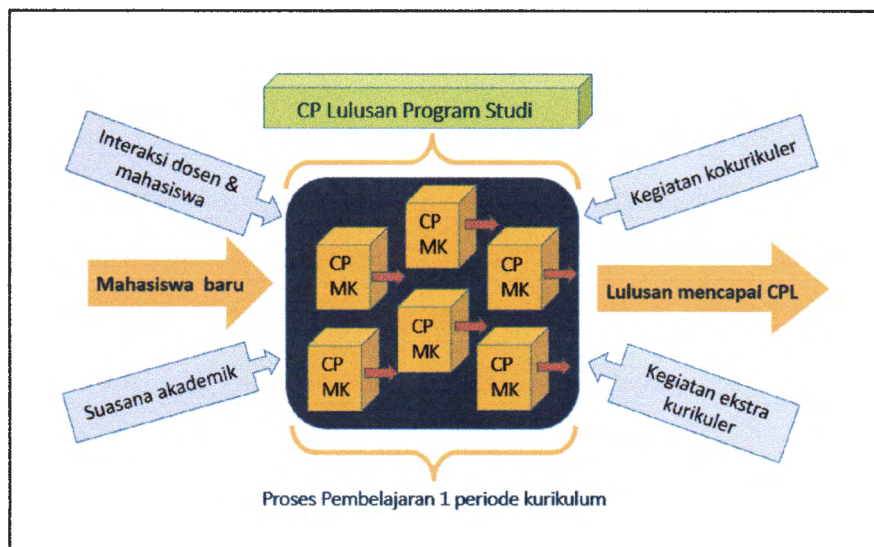 CP Lulusan Program Studi
Interaksi dosen &
mahasiswa
Kegiatan kokurikuler
CP
MK
CP
MK
CP
MK
Mahasiswa baru
Lulusan mencapai CPL
CP
MK
CP
MK
CP
MK
Suasana akademik
Kegiatan ekstra
kurikuler
Proses Pembelajaran 1 periode kurikulum